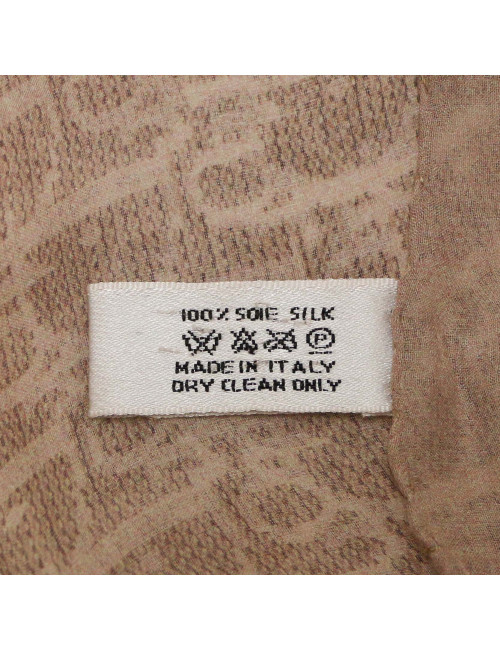 100% SOIE SILK
P
MADE IN ITALY
DRY CLEAN ONLY